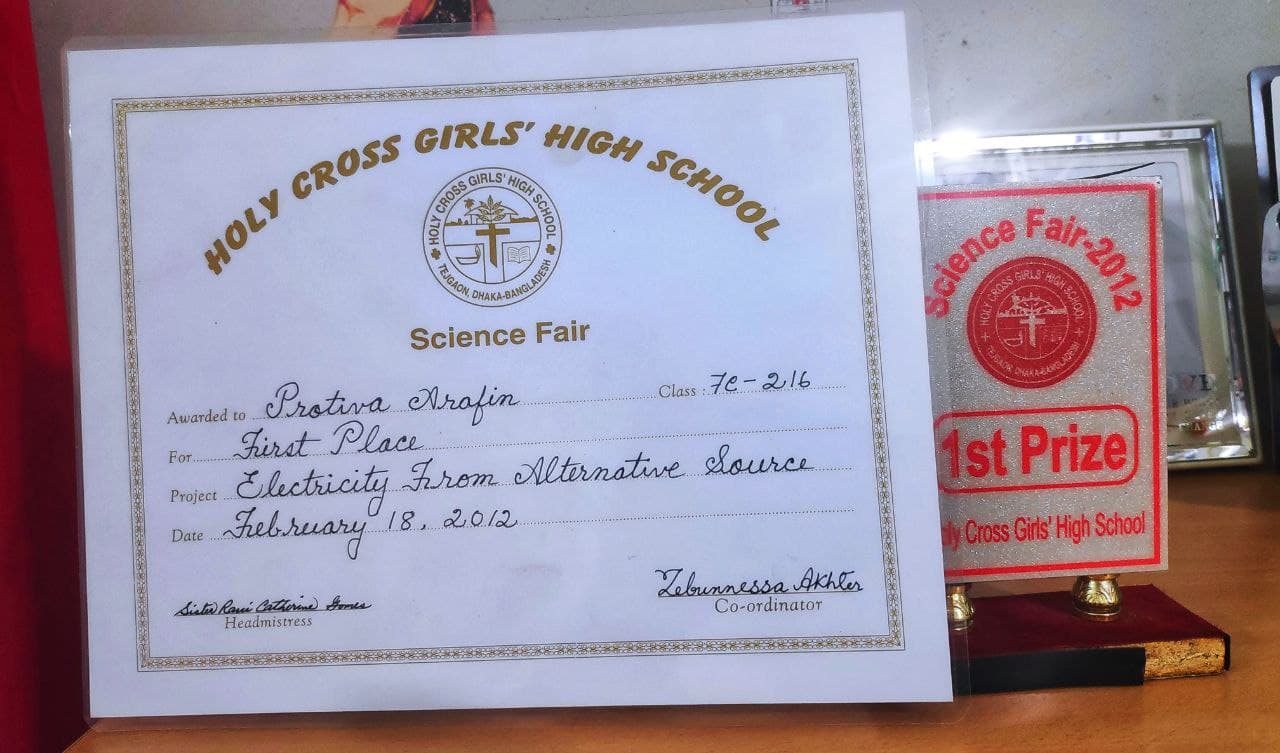 HOLY CROSS GIRLS' HIGH SCHOOL
HOLY CROSS GIRLS' HIGH SCHOOL
TEJGAON, DHAKA-BANGLADESH
Science Fair
Awarded to Protiva Arafin Class : 7C-216
For First Place
Project Electricity From Alternative Source
Date February 18, 2012
Sister Rani Catherine Gomes
Headmistress
Zebunnessa Akhter
Co-ordinator
Science Fair-2012
HOLY CROSS GIRLS' HIGH SCHOOL
TEJGAON, DHAKA-BANGLADESH
1st Prize
Cross Girls' High School